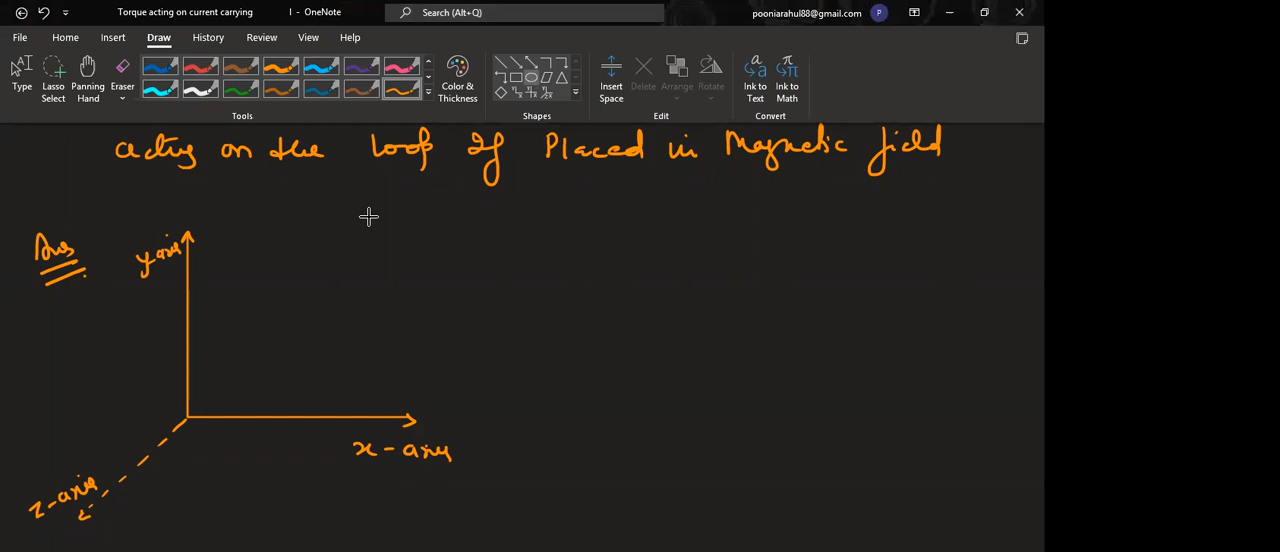 Torque acting on current carrying l - OneNote
Search (Alt+Q)
pooniarahul88@gmail.com P
File Home Insert Draw History Review View Help
Type Lasso Select Panning Hand Eraser Color & Thickness Insert Space Delete Arrange Rotate Ink to Text Ink to Math
Tools Shapes Edit Convert
acting on the loop If Placed in Magnetic field
Ans
y axis
x - axis
z-axis